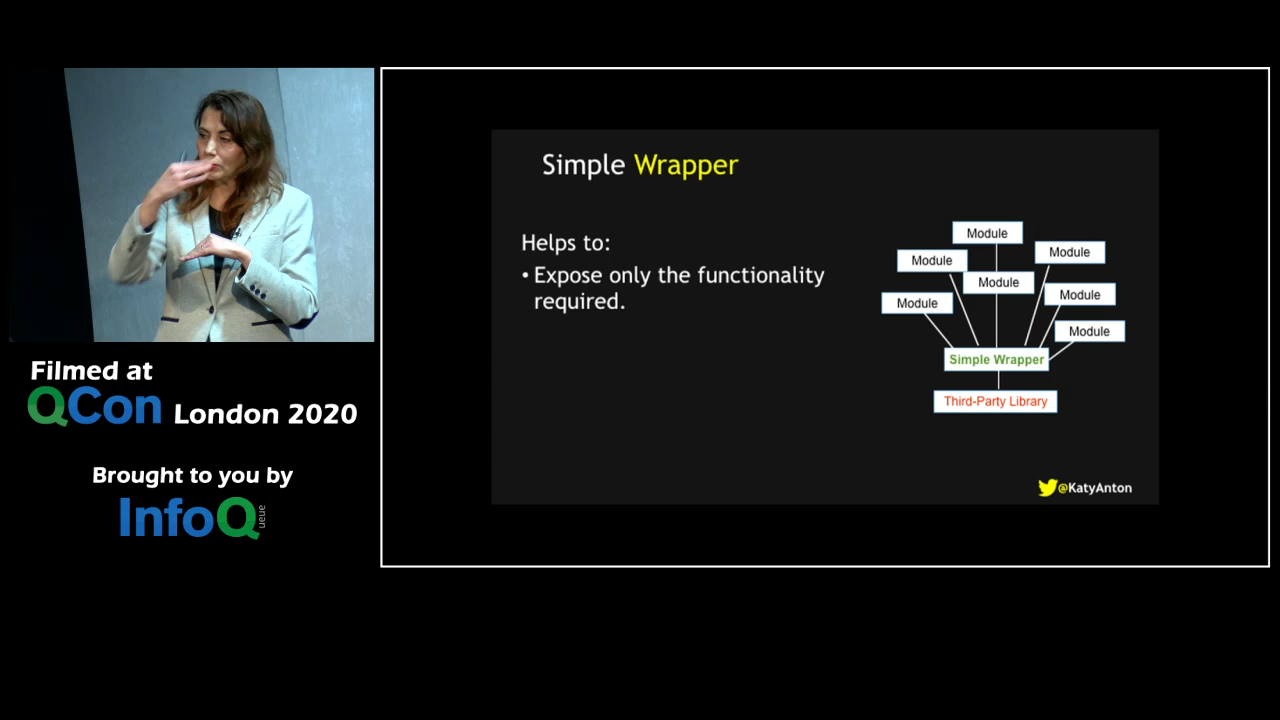 Filmed at
QCon London 2020
Brought to you by
InfoQueue
Simple Wrapper
Helps to:
• Expose only the functionality
required.
Module
Module
Module
Module
Module
Module
Module
Simple Wrapper
Third-Party Library
@KatyAnton